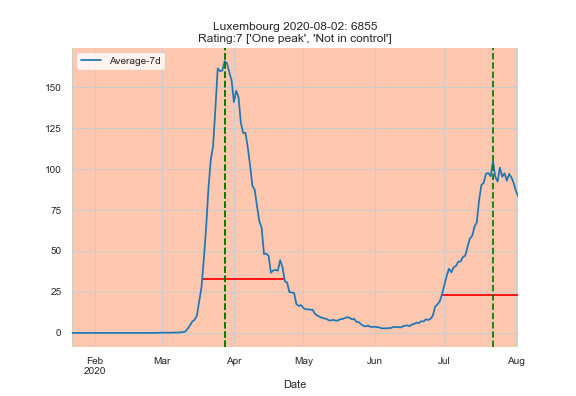 Luxembourg 2020-08-02: 6855
Rating:7 ['One peak', 'Not in control']
Average-7d
150
125
100
75
50
25
0
Feb
2020
Mar
Apr
May
Jun
Jul
Aug
Date